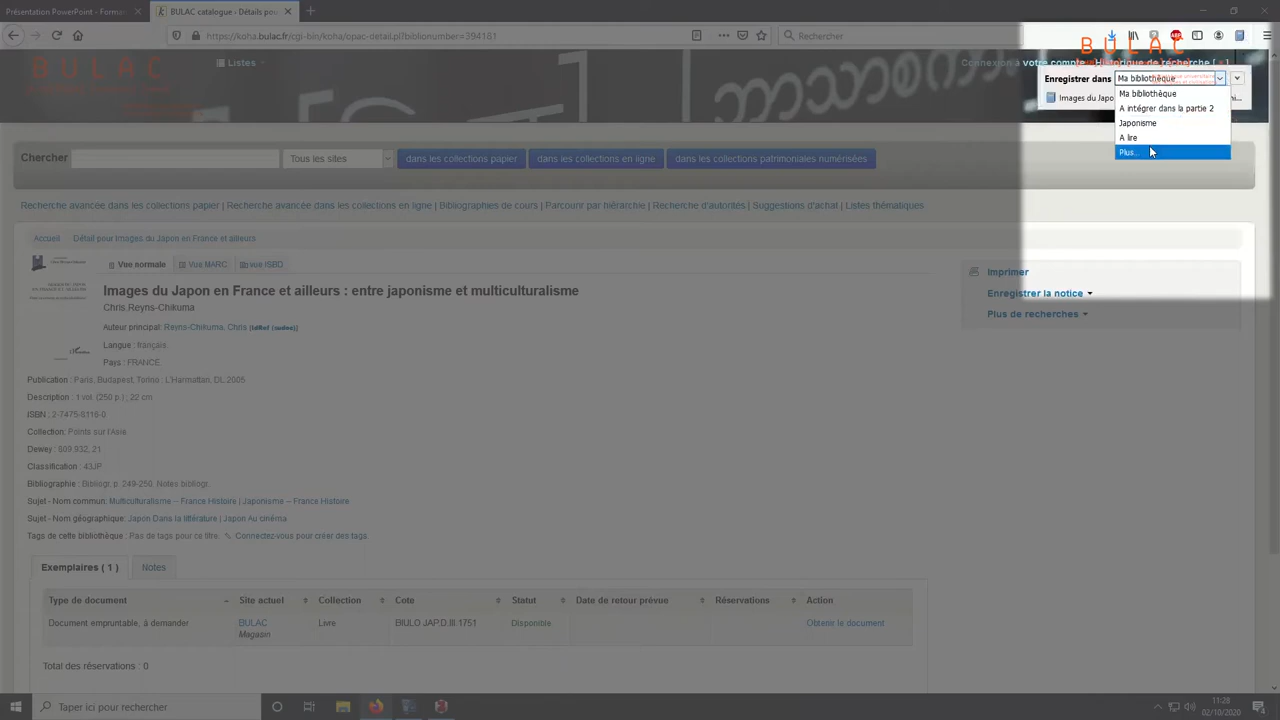 Présentation PowerPoint - Format
BULAC catalogue - Détails pou
https://koha.bulac.fr/cgi-bin/koha/opac-detail.pl?biblionumber=394181
Rechercher
BULAC
BULAC
Listes
Connexion à votre compte
Historique de recherche [ x ]
Enregistrer dans
Ma bibliothèque
Images du Japo
Ma bibliothèque
A intégrer dans la partie 2
Japonisme
A lire
Plus...
Chercher
Tous les sites
dans les collections papier
dans les collections en ligne
dans les collections patrimoniales numérisées
Recherche avancée dans les collections papier | Recherche avancée dans les collections en ligne | Bibliographies de cours | Parcourir par hiérarchie | Recherche d'autorités | Suggestions d'achat | Listes thématiques
Accueil
Détail pour Images du Japon en France et ailleurs
Vue normale
Vue MARC
vue ISBD
Images du Japon en France et ailleurs : entre japonisme et multiculturalisme
Chris Reyns-Chikuma
Auteur principal : Reyns-Chikuma, Chris (IdRef (sudoc))
Langue : français.
Pays : FRANCE.
Publication : Paris, Budapest, Torino : L'Harmattan, DL 2005
Description : 1 vol. (250 p.) ; 22 cm
ISBN : 2-7475-8116-0
Collection: Points sur l'Asie
Dewey : 809.932, 21
Classification : 43JP
Bibliographie : Bibliogr. p. 249-250. Notes bibliogr.
Sujet - Nom commun: Multiculturalisme -- France Histoire | Japonisme -- France Histoire
Sujet - Nom géographique: Japon Dans la littérature | Japon Au cinéma
Tags de cette bibliothèque : Pas de tags pour ce titre.
Connectez-vous pour créer des tags.
Imprimer
Enregistrer la notice
Plus de recherches
Exemplaires ( 1 )
Notes
Type de document
Site actuel
Collection
Cote
Statut
Date de retour prévue
Réservations
Action
Document empruntable, à demander
BULAC
Magasin
Livre
BIULO JAP.D.III.1751
Disponible
Obtenir le document
Total des réservations : 0
Taper ici pour rechercher
11:28
02/10/2020